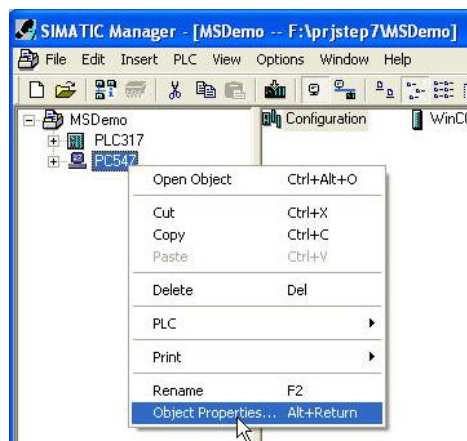 SIMATIC Manager - [MSDemo -- F:\prjstep7\MSDemo]
File Edit Insert PLC View Options Window Help
MSDemo
PLC317
PC547
Configuration
Open Object Ctrl+Alt+O
Cut Ctrl+X
Copy Ctrl+C
Paste Ctrl+V
Delete Del
PLC
Print
Rename F2
Object Properties... Alt+Return